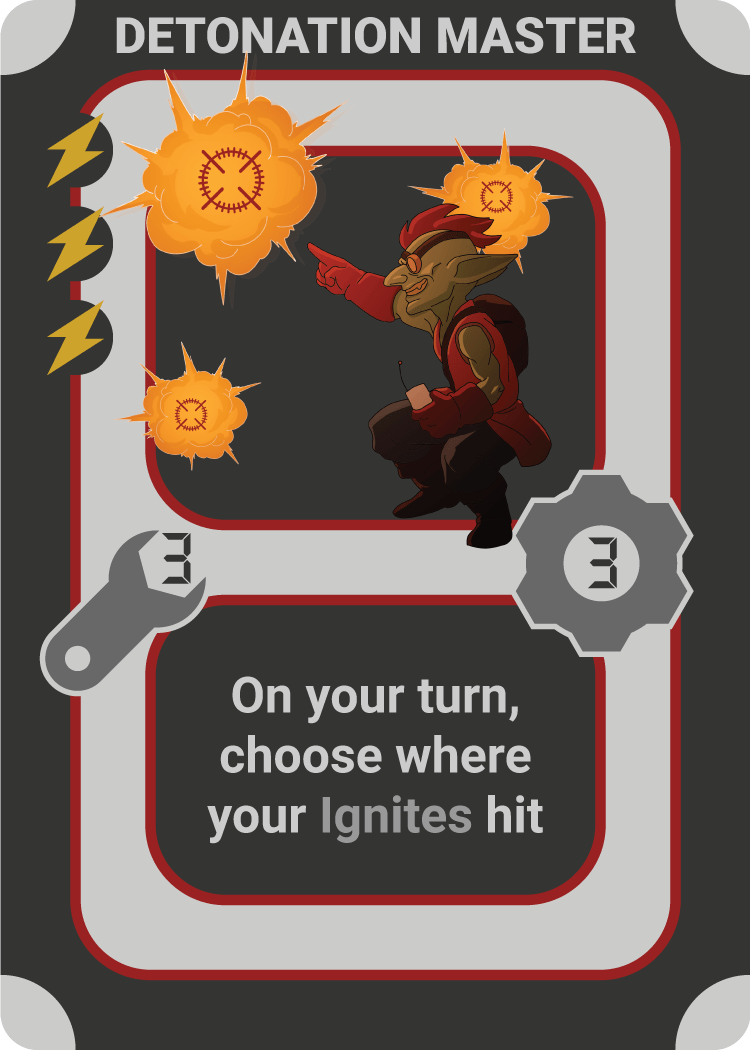 DETONATION MASTER
3
3
On your turn,
choose where
your Ignites hit